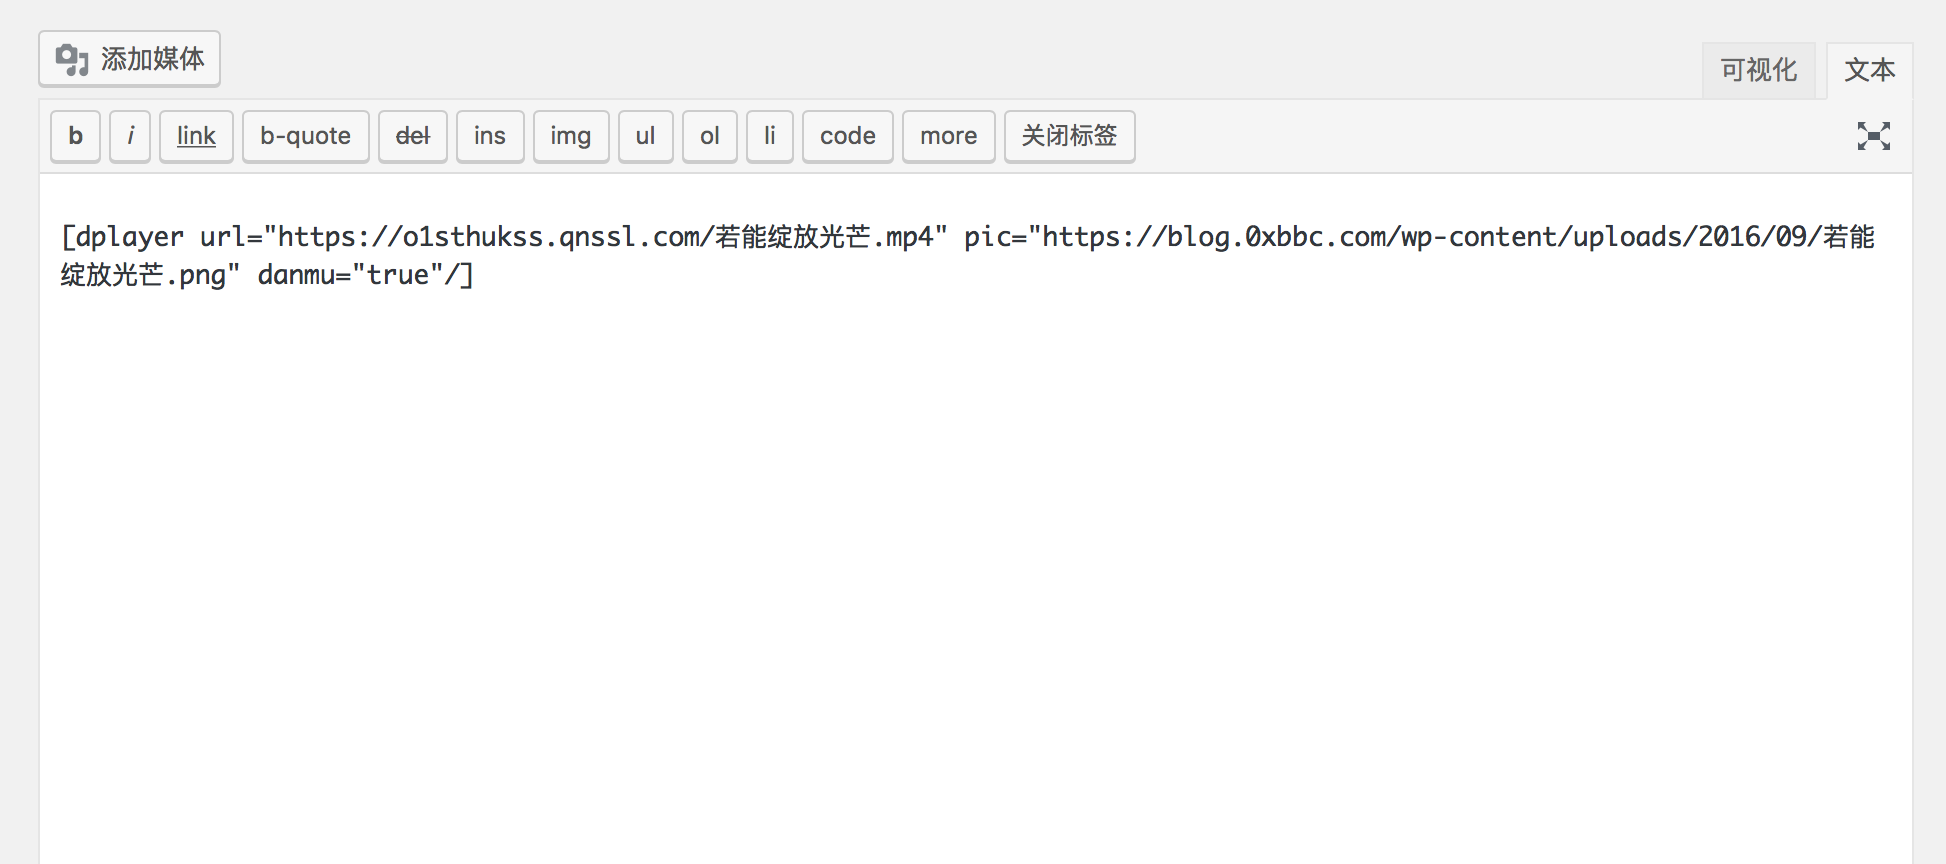 添加媒体
可视化 文本
b i link b-quote del ins img ul ol li code more 关闭标签
[dplayer url="https://o1sthukss.qnssl.com/若能绽放光芒.mp4" pic="https://blog.0xbbc.com/wp-content/uploads/2016/09/若能
绽放光芒.png" danmu="true"/]